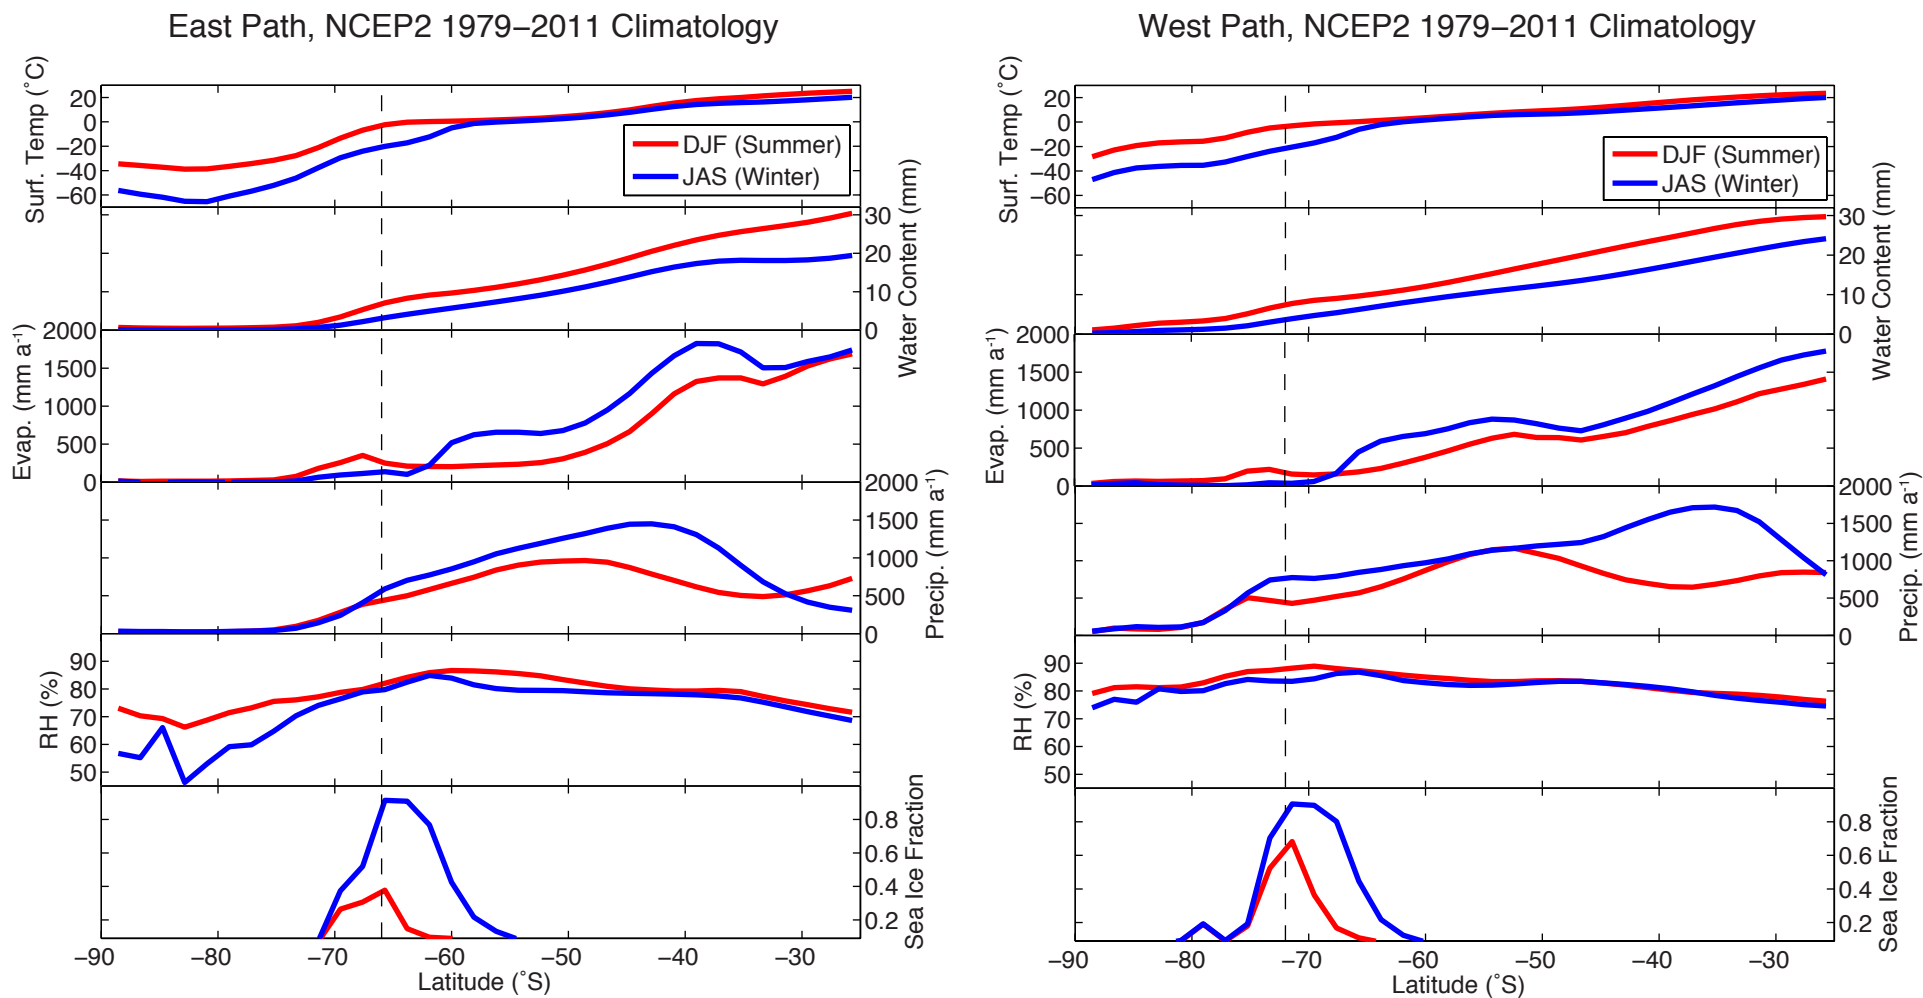 East Path, NCEP2 1979−2011 Climatology
Surf. Temp (˚C)
20
0
−20
−40
−60
DJF (Summer)
JAS (Winter)
Water Content (mm)
30
20
10
0
Evap. (mm a-1)
2000
1500
1000
500
0
Precip. (mm a-1)
2000
1500
1000
500
0
RH (%)
90
80
70
60
50
Sea Ice Fraction
0.8
0.6
0.4
0.2
−90 −80 −70 −60 −50 −40 −30
Latitude (˚S)
West Path, NCEP2 1979−2011 Climatology
Surf. Temp (˚C)
20
0
−20
−40
−60
DJF (Summer)
JAS (Winter)
Water Content (mm)
30
20
10
0
Evap. (mm a-1)
2000
1500
1000
500
0
Precip. (mm a-1)
2000
1500
1000
500
0
RH (%)
90
80
70
60
50
Sea Ice Fraction
0.8
0.6
0.4
0.2
−90 −80 −70 −60 −50 −40 −30
Latitude (˚S)